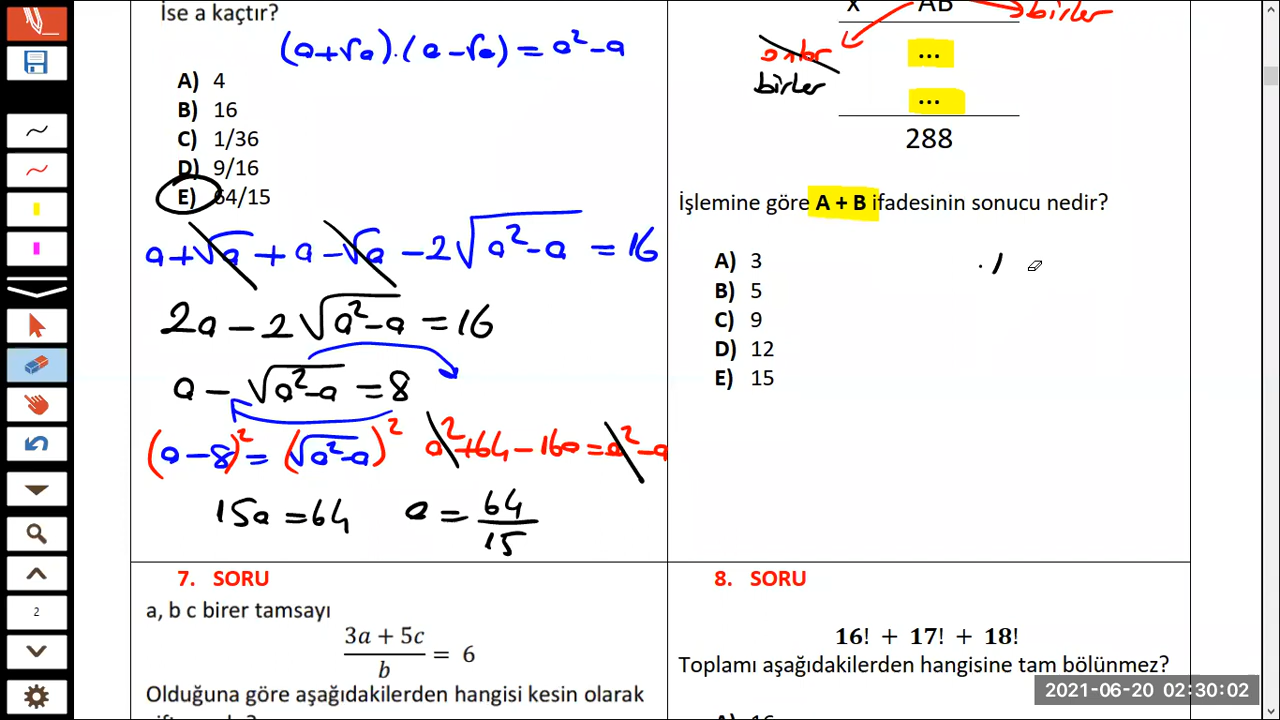 İse a kaçtır?
(a+√a).(a-√a) = a²-a
A) 4
B) 16
C) 1/36
D) 9/16
E) 64/15
a+√a + a-√a -2√a²-a = 16
2a-2√a²-a = 16
a-√a²-a = 8
(a-8)² = (√a²-a)² a²+64-16a=a²-a
15a=64 a = 64/15
x AB
birler
onlar
birler
...
...
288
İşlemine göre A + B ifadesinin sonucu nedir?
A) 3
B) 5
C) 9
D) 12
E) 15
7. SORU
a, b c birer tamsayı
3a + 5c / b = 6
Olduğuna göre aşağıdakilerden hangisi kesin olarak
8. SORU
16! + 17! + 18!
Toplamı aşağıdakilerden hangisine tam bölünmez?
2
2021-06-20 02:30:02